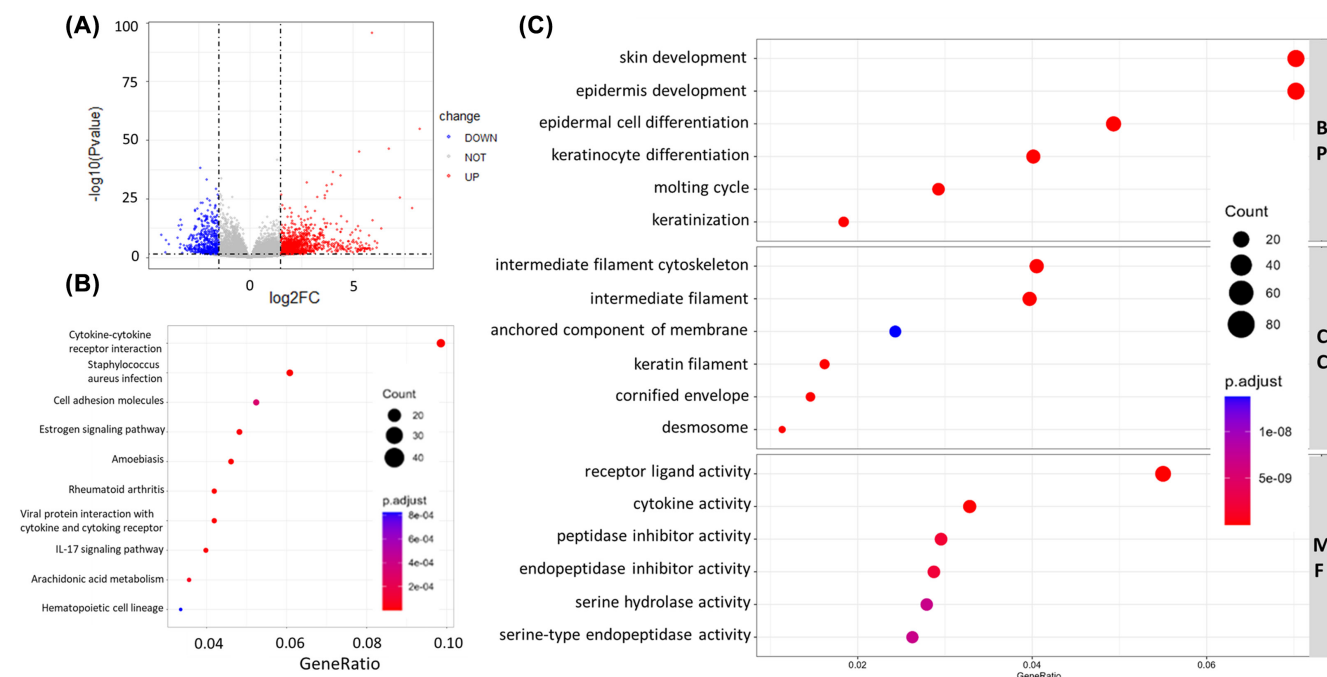 (A)
100
75
50
25
0
-log10(Pvalue)
0
5
log2FC
change
DOWN
NOT
UP
(B)
Cytokine-cytokine
receptor interaction
Staphylococcus
aureus infection
Cell adhesion molecules
Estrogen signaling pathway
Amoebiasis
Rheumatoid arthritis
Viral protein interaction with
cytokine and cytoking receptor
IL-17 signaling pathway
Arachidonic acid metabolism
Hematopoietic cell lineage
0.04
0.06
0.08
0.10
GeneRatio
Count
20
30
40
p.adjust
8e-04
6e-04
4e-04
2e-04
(C)
skin development
epidermis development
epidermal cell differentiation
keratinocyte differentiation
molting cycle
keratinization
B
P
intermediate filament cytoskeleton
intermediate filament
anchored component of membrane
keratin filament
cornified envelope
desmosome
C
C
receptor ligand activity
cytokine activity
peptidase inhibitor activity
endopeptidase inhibitor activity
serine hydrolase activity
serine-type endopeptidase activity
M
F
0.02
0.04
0.06
GeneRatio
Count
20
40
60
80
p.adjust
1e-08
5e-09